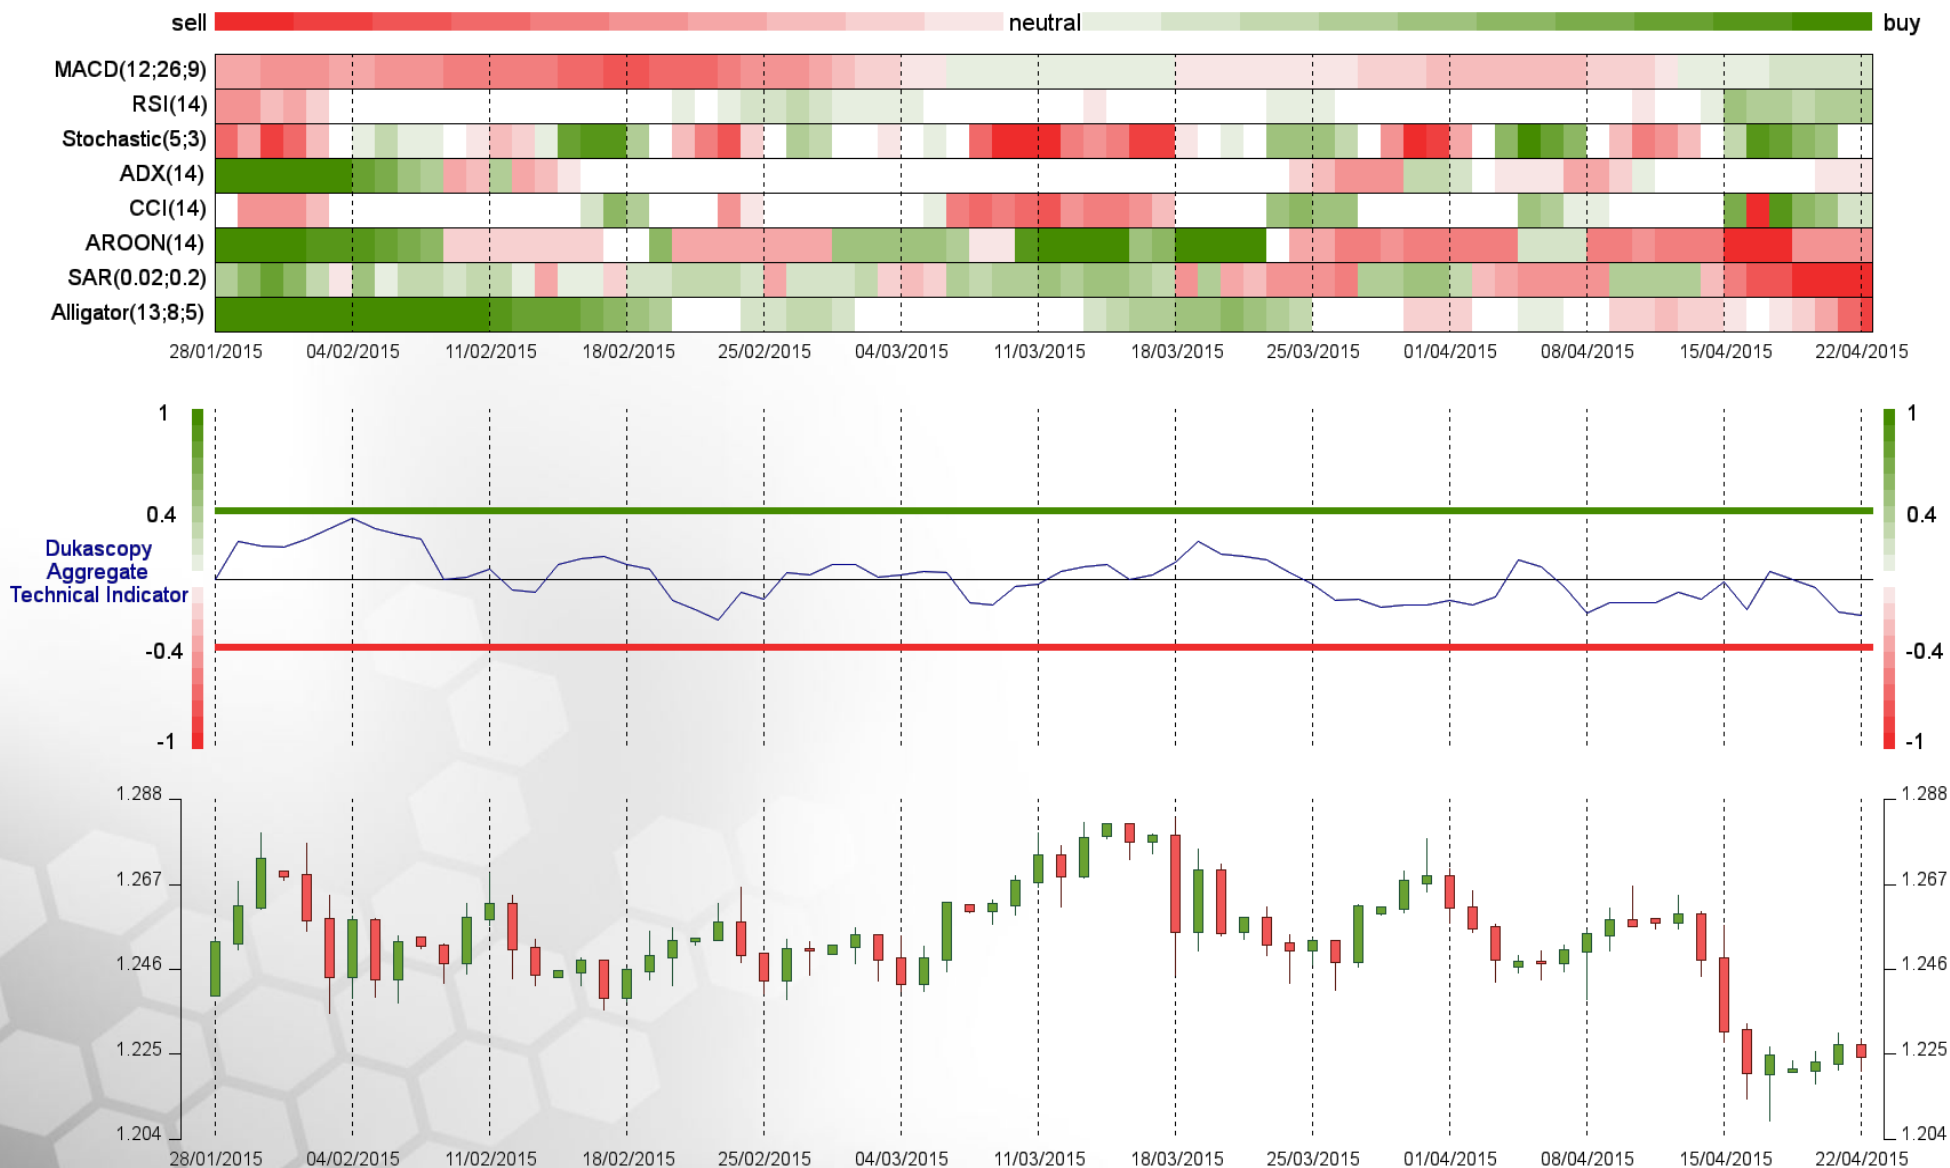 sell neutral buy
MACD(12;26;9)
RSI(14)
Stochastic(5;3)
ADX(14)
CCI(14)
AROON(14)
SAR(0.02;0.2)
Alligator(13;8;5)
28/01/2015 04/02/2015 11/02/2015 18/02/2015 25/02/2015 04/03/2015 11/03/2015 18/03/2015 25/03/2015 01/04/2015 08/04/2015 15/04/2015 22/04/2015
1 1
0.4 0.4
Dukascopy
Aggregate
Technical Indicator
-0.4 -0.4
-1 -1
1.288 1.288
1.267 1.267
1.246 1.246
1.225 1.225
1.204 1.204
28/01/2015 04/02/2015 11/02/2015 18/02/2015 25/02/2015 04/03/2015 11/03/2015 18/03/2015 25/03/2015 01/04/2015 08/04/2015 15/04/2015 22/04/2015